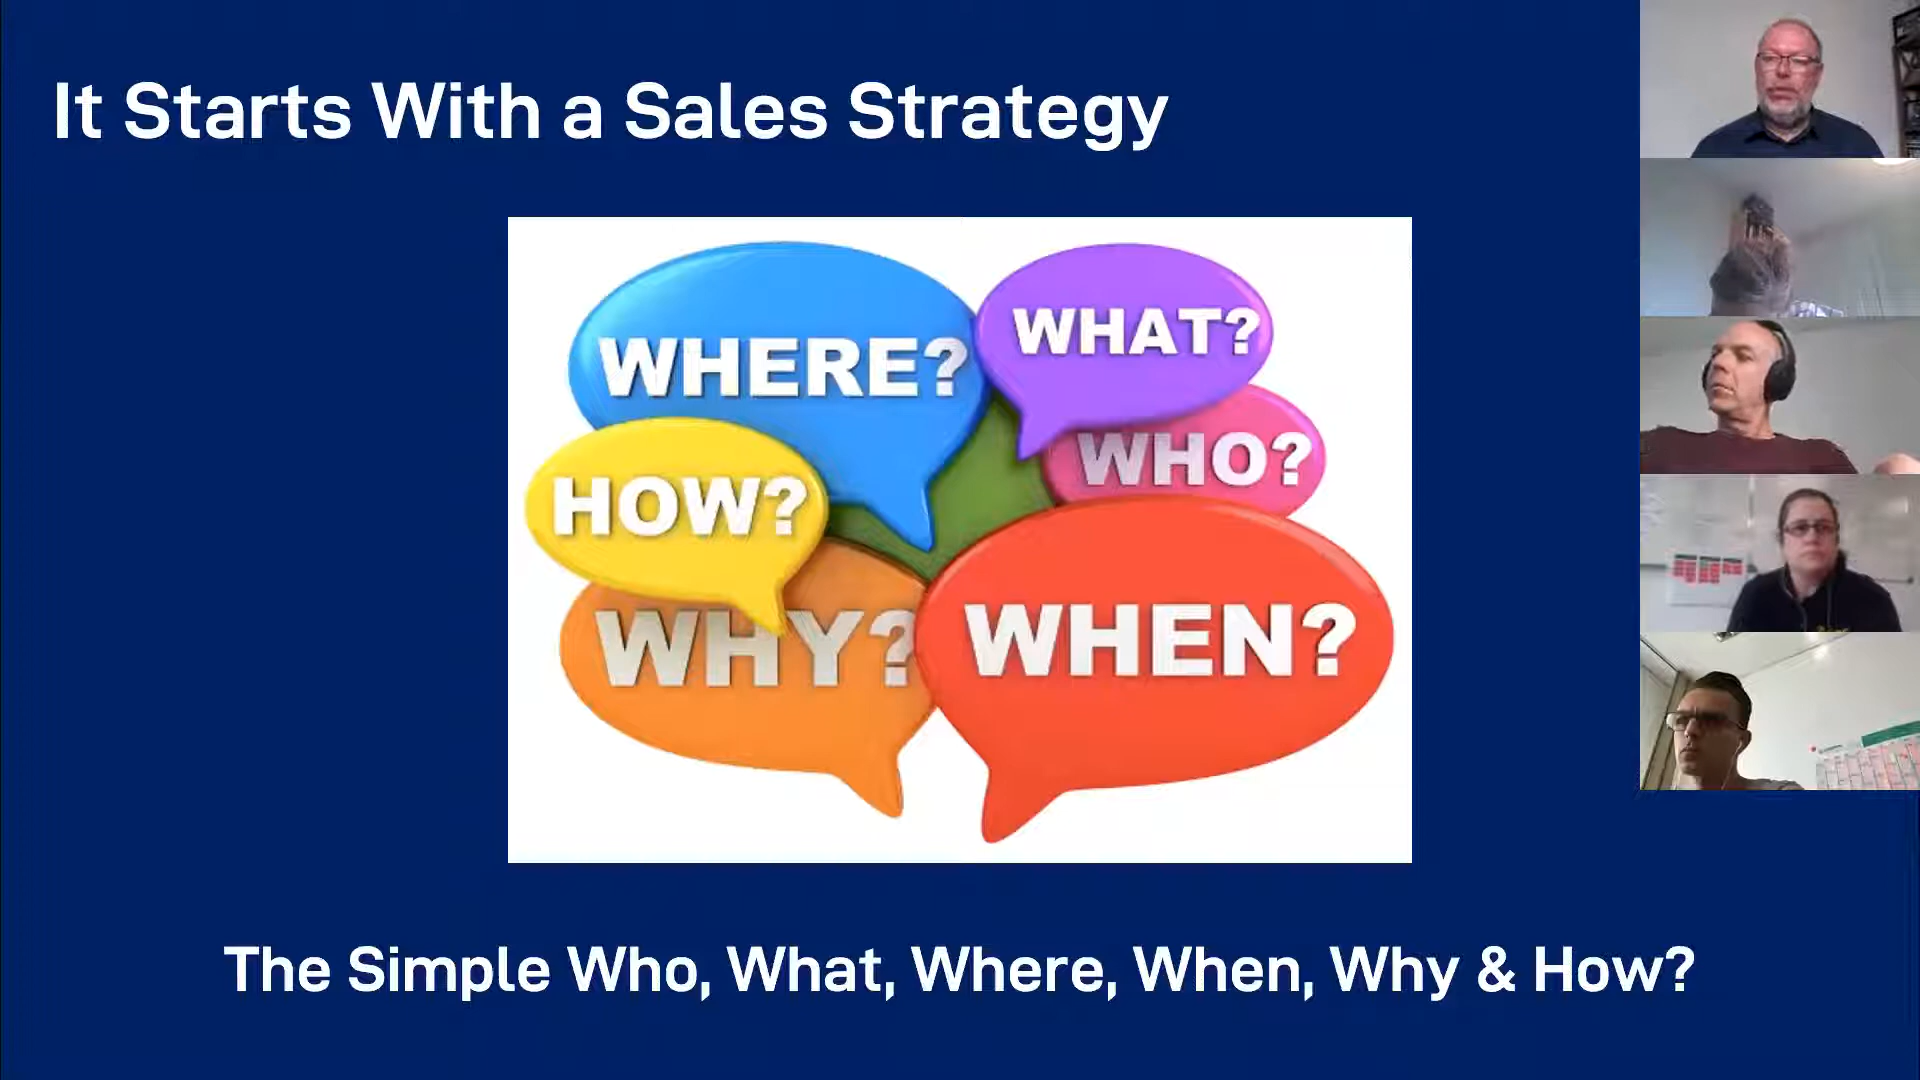 It Starts With a Sales Strategy
WHERE?
WHAT?
WHO?
HOW?
WHY?
WHEN?
The Simple Who, What, Where, When, Why & How?